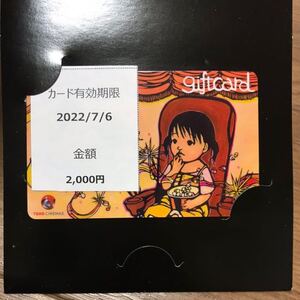 giftcard
カード有効期限
2022/7/6
金額
2,000円
TOHO CINEMAS